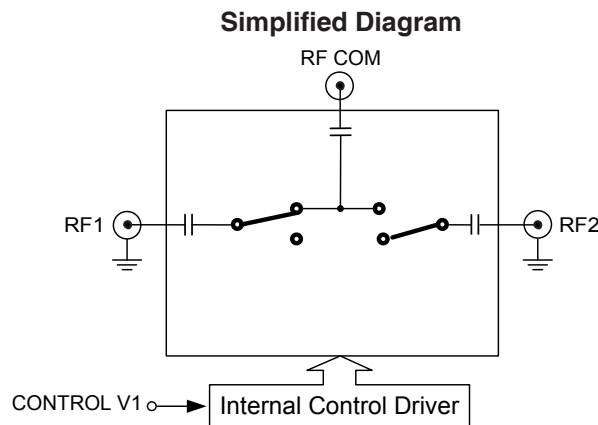 Simplified Diagram
RF COM
RF1
RF2
CONTROL V1
Internal Control Driver